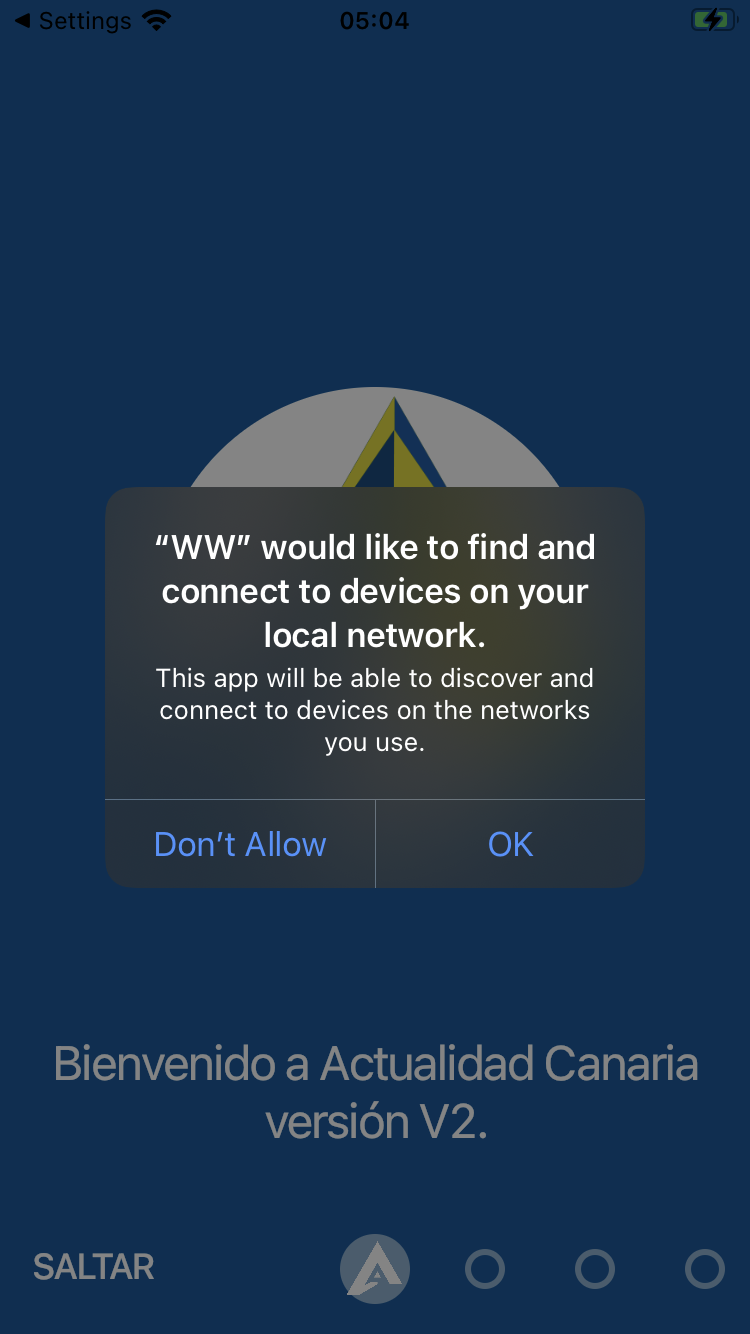 Settings
05:04
“WW” would like to find and
connect to devices on your
local network.
This app will be able to discover and
connect to devices on the networks
you use.
Don’t Allow
OK
Bienvenido a Actualidad Canaria
versión V2.
SALTAR